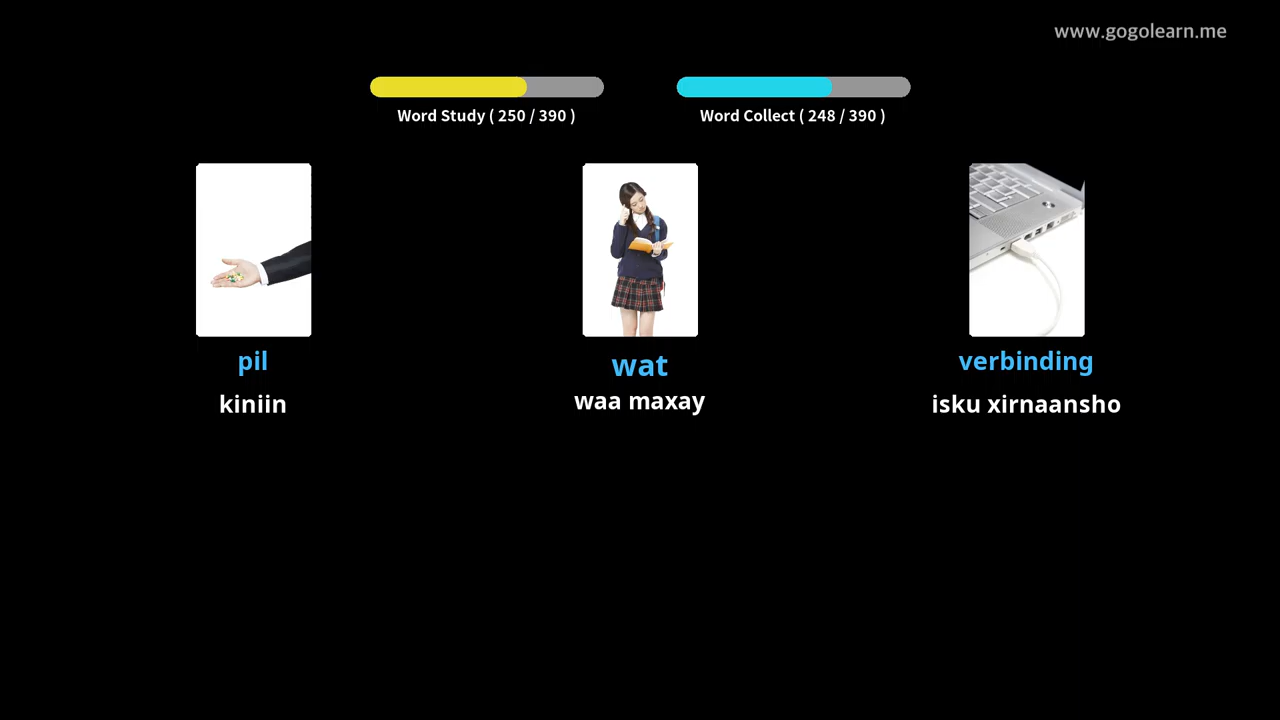 www.gogolearn.me
Word Study ( 250 / 390 )
Word Collect ( 248 / 390 )
pil
wat
verbinding
kiniin
waa maxay
isku xirnaansho